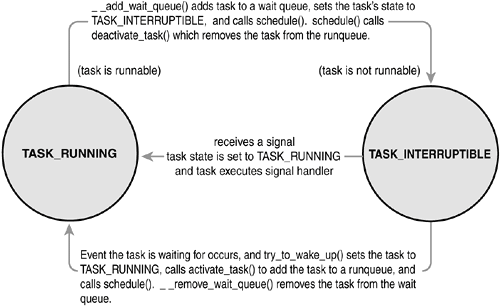 _ _add_wait_queue() adds task to a wait queue, sets the task's state to
TASK_INTERRUPTIBLE, and calls schedule(). schedule() calls
deactivate_task() which removes the task from the runqueue.
(task is runnable)
(task is not runnable)
TASK_RUNNING
receives a signal
task state is set to TASK_RUNNING
and task executes signal handler
TASK_INTERRUPTIBLE
Event the task is waiting for occurs, and try_to_wake_up() sets the task to
TASK_RUNNING, calls activate_task() to add the task to a runqueue, and
calls schedule(). _ _remove_wait_queue() removes the task from the wait
queue.